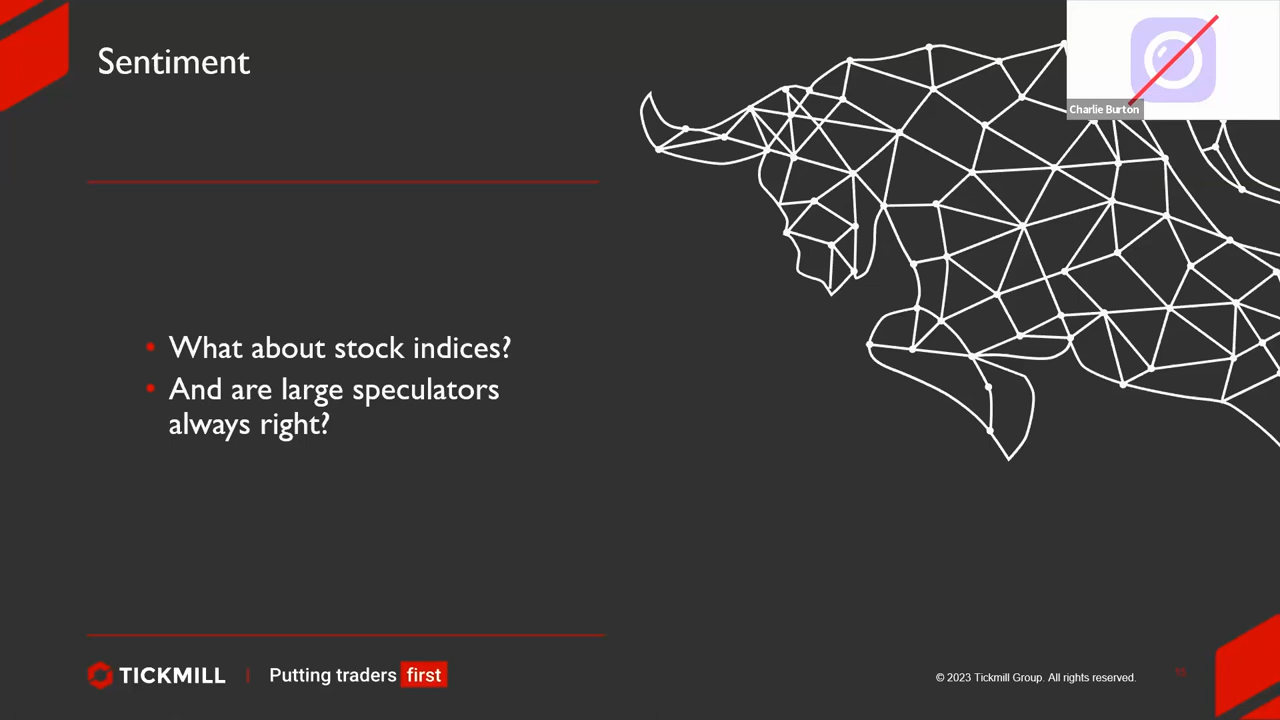 Sentiment
Charlie Burton
• What about stock indices?
• And are large speculators
always right?
TICKMILL | Putting traders first
© 2023 Tickmill Group. All rights reserved.